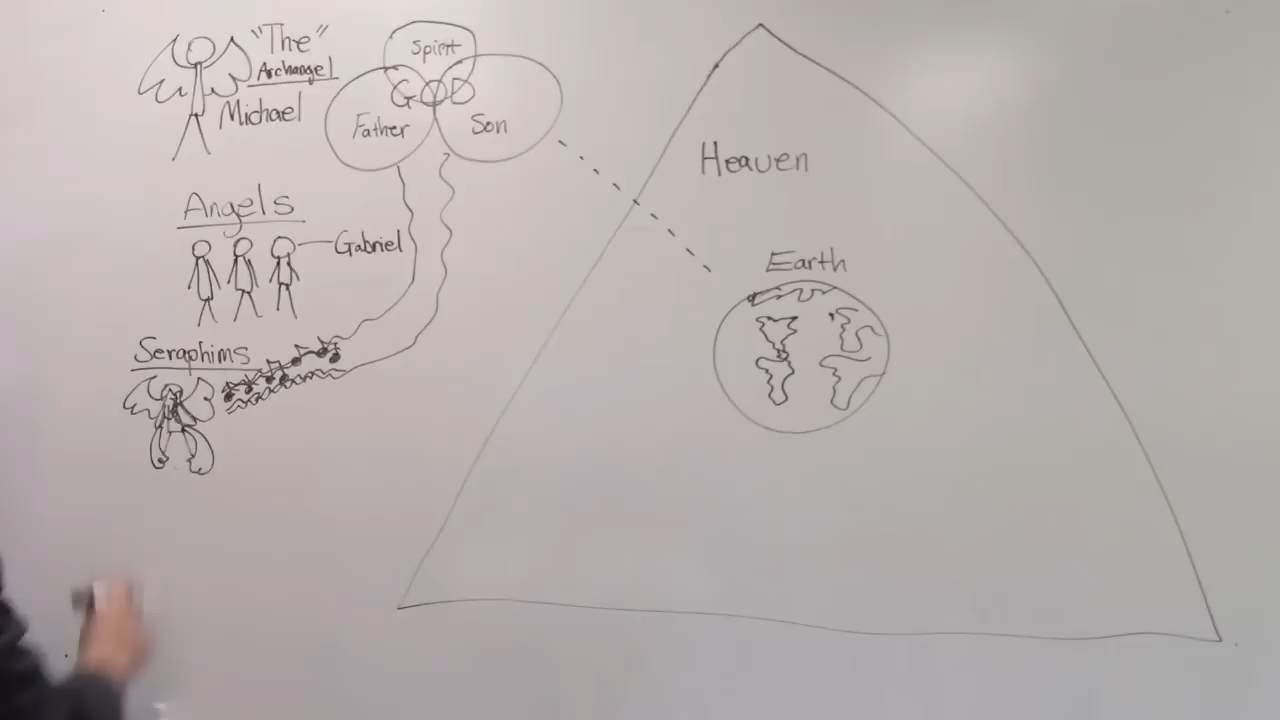 "The"
Archangel
Michael
Spirit
GOD
Father
Son
Angels
Gabriel
Seraphims
Heaven
Earth